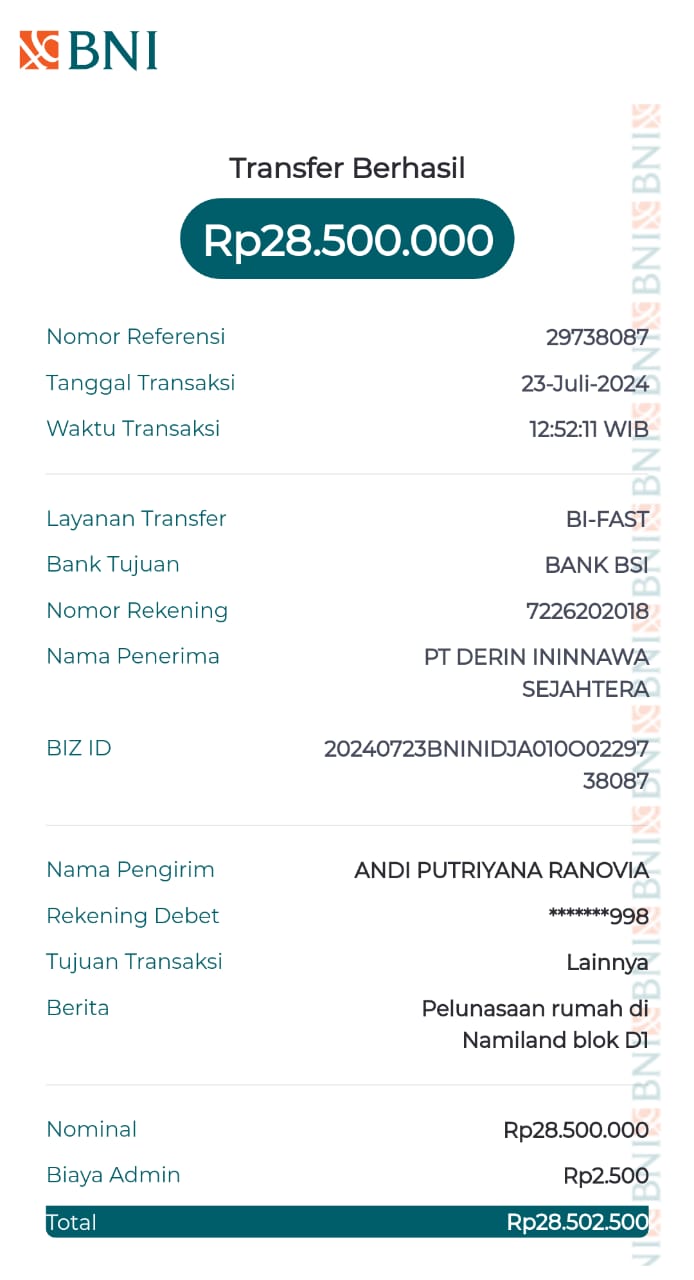 BNI
Transfer Berhasil
Rp28.500.000
Nomor Referensi 29738087
Tanggal Transaksi 23-Juli-2024
Waktu Transaksi 12:52:11 WIB
Layanan Transfer BI-FAST
Bank Tujuan BANK BSI
Nomor Rekening 7226202018
Nama Penerima PT DERIN ININNAWA
SEJAHTERA
BIZ ID 20240723BNINIDJA010O02297
38087
Nama Pengirim ANDI PUTRIYANA RANOVIA
Rekening Debet *******998
Tujuan Transaksi Lainnya
Berita Pelunasaan rumah di
Namiland blok D1
Nominal Rp28.500.000
Biaya Admin Rp2.500
Total Rp28.502.500
BNI BNI BNI BNI BNI BNI BNI BNI BNI BNI BNI BNI